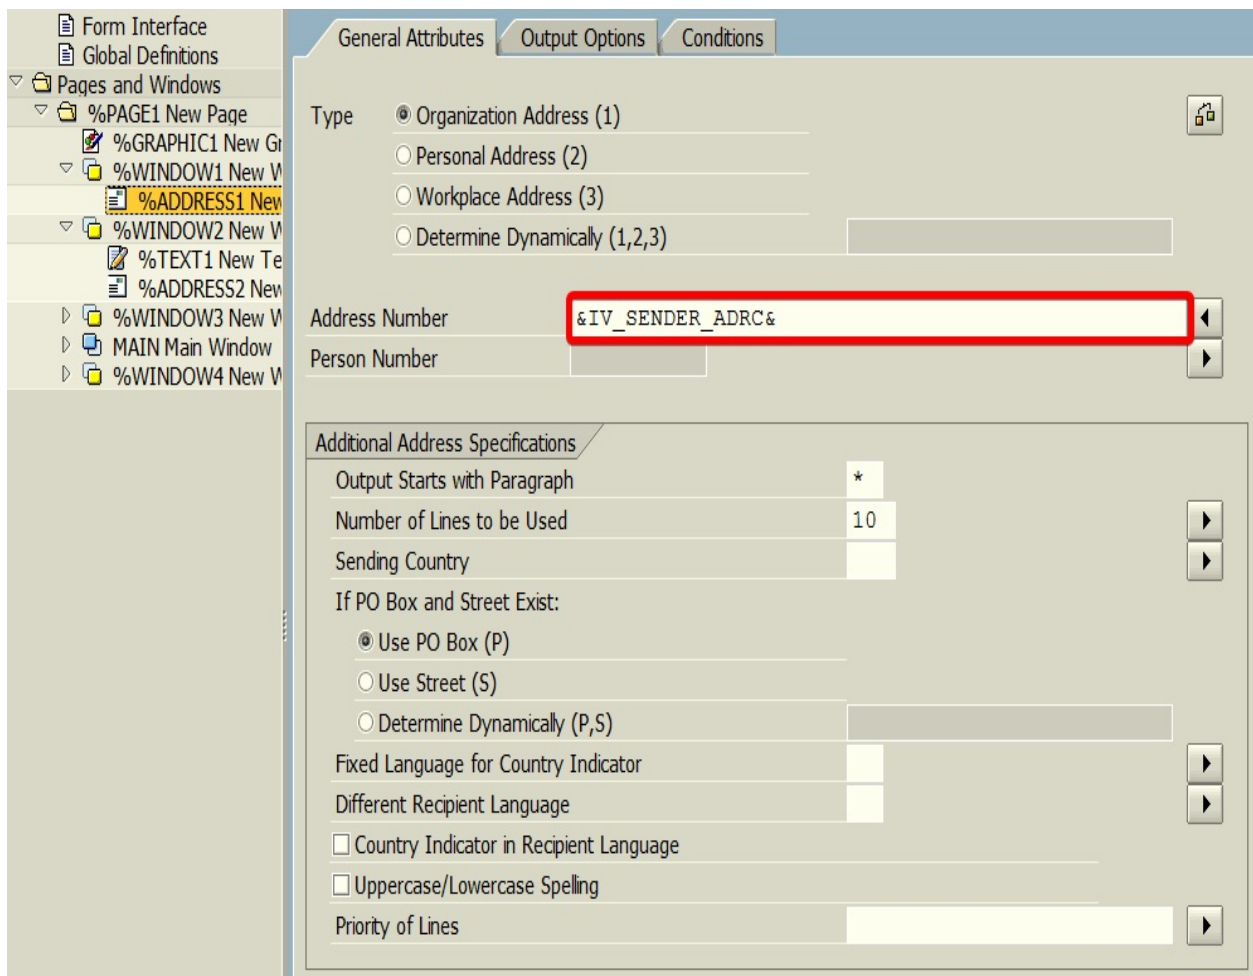 Form Interface
Global Definitions
Pages and Windows
%PAGE1 New Page
%GRAPHIC1 New Gr
%WINDOW1 New W
%ADDRESS1 New
%WINDOW2 New W
%TEXT1 New Te
%ADDRESS2 New
%WINDOW3 New W
MAIN Main Window
%WINDOW4 New W
General Attributes Output Options Conditions
Type Organization Address (1)
Personal Address (2)
Workplace Address (3)
Determine Dynamically (1,2,3)
Address Number &IV_SENDER_ADRC&
Person Number
Additional Address Specifications
Output Starts with Paragraph *
Number of Lines to be Used 10
Sending Country
If PO Box and Street Exist:
Use PO Box (P)
Use Street (S)
Determine Dynamically (P,S)
Fixed Language for Country Indicator
Different Recipient Language
Country Indicator in Recipient Language
Uppercase/Lowercase Spelling
Priority of Lines